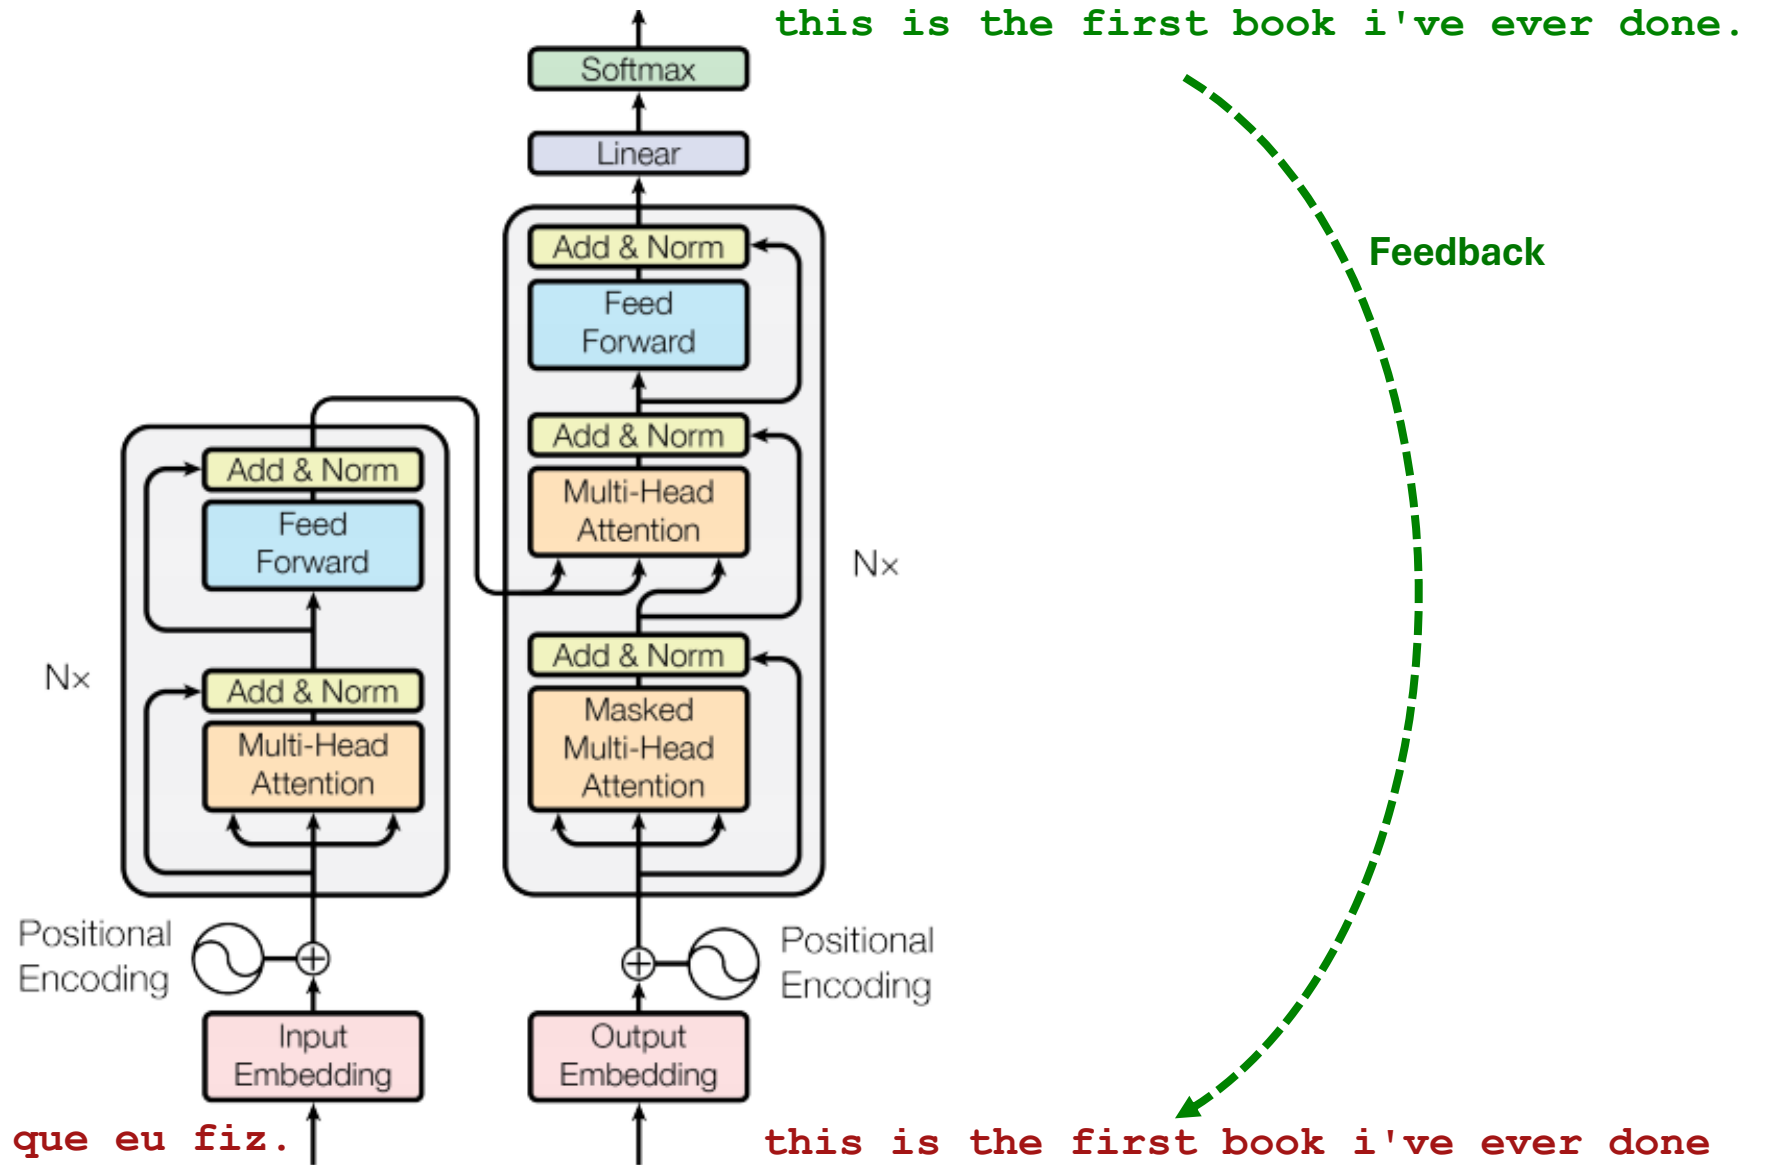 this is the first book i've ever done.
Softmax
Linear
Add & Norm
Feed
Forward
Add & Norm
Multi-Head
Attention
Add & Norm
Masked
Multi-Head
Attention
N×
Feedback
Add & Norm
Feed
Forward
Add & Norm
Multi-Head
Attention
N×
Positional
Encoding
Positional
Encoding
Input
Embedding
Output
Embedding
que eu fiz.
this is the first book i've ever done